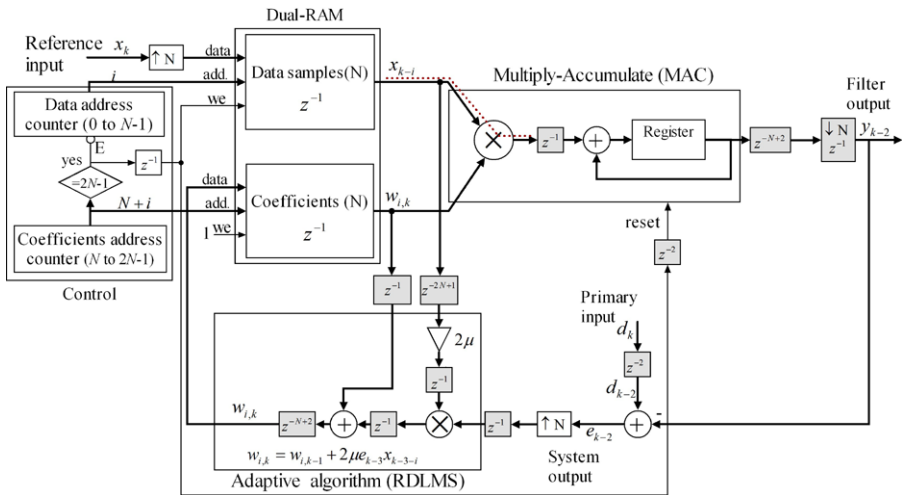 Dual-RAM
Reference
input
x_k
↑ N
data
i
add.
we
Data samples(N)
z^{-1}
x_{k-i}
Multiply-Accumulate (MAC)
Filter
output
y_{k-2}
Data address
counter (0 to N-1)
E
yes
z^{-1}
=2N-1
N+i
Coefficients address
counter (N to 2N-1)
Control
data
add.
1 we
Coefficients (N)
z^{-1}
w_{i,k}
×
z^{-1}
+
Register
z^{-N+2}
↓ N
z^{-1}
reset
z^{-2}
z^{-1}
z^{-2N+1}
2μ
z^{-1}
Primary
input
d_k
z^{-2}
d_{k-2}
-
w_{i,k}
z^{-N+2}
+
z^{-1}
×
z^{-1}
↑ N
e_{k-2}
+
System
output
w_{i,k} = w_{i,k-1} + 2μe_{k-3}x_{k-3-i}
Adaptive algorithm (RDLMS)